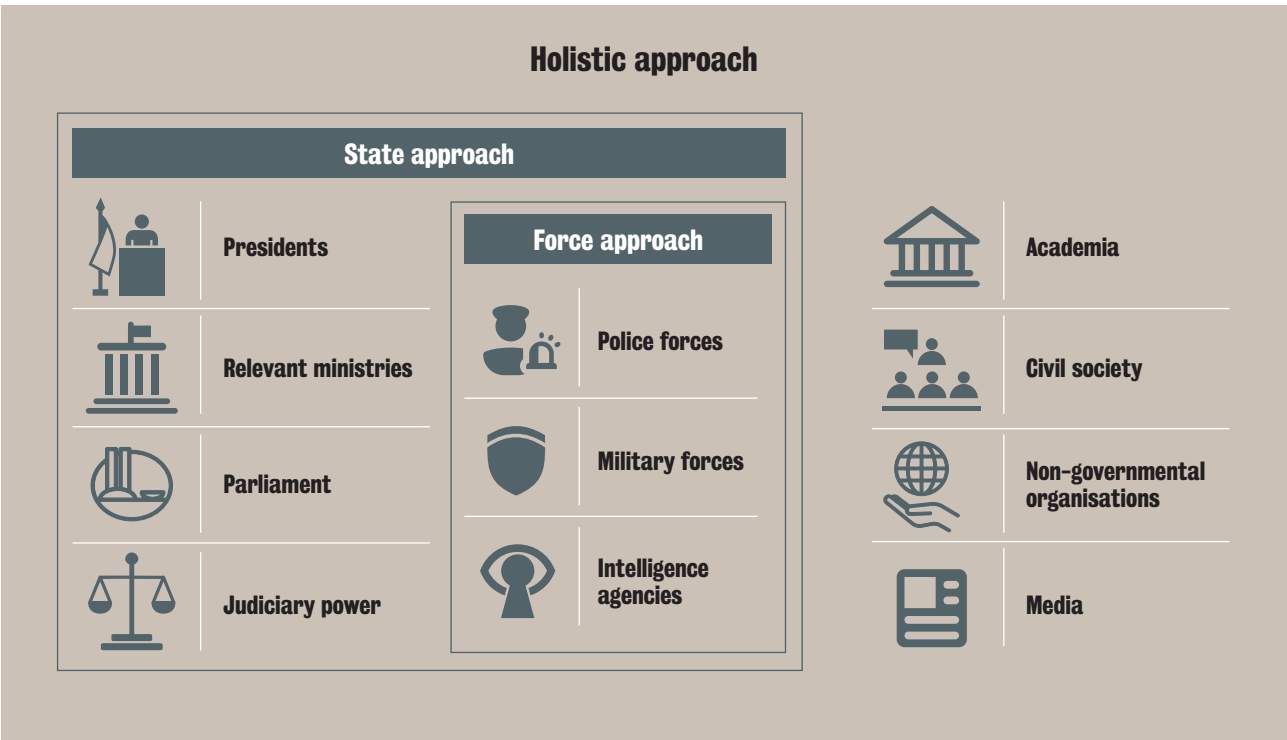 Holistic approach
State approach
Presidents
Relevant ministries
Parliament
Judiciary power
Force approach
Police forces
Military forces
Intelligence
agencies
Academia
Civil society
Non-governmental
organisations
Media